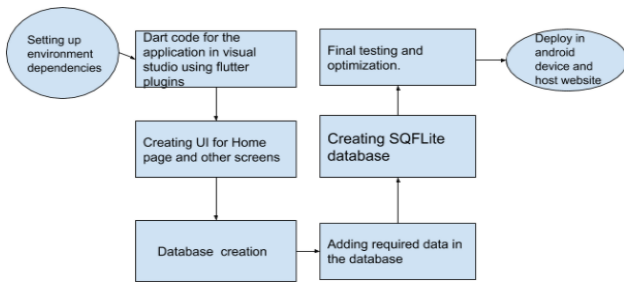 Setting up
environment
dependencies
Dart code for the
application in visual
studio using flutter
plugins
Creating UI for Home
page and other screens
Database creation
Adding required data in
the database
Creating SQFLite
database
Final testing and
optimization.
Deploy in
android
device and
host website